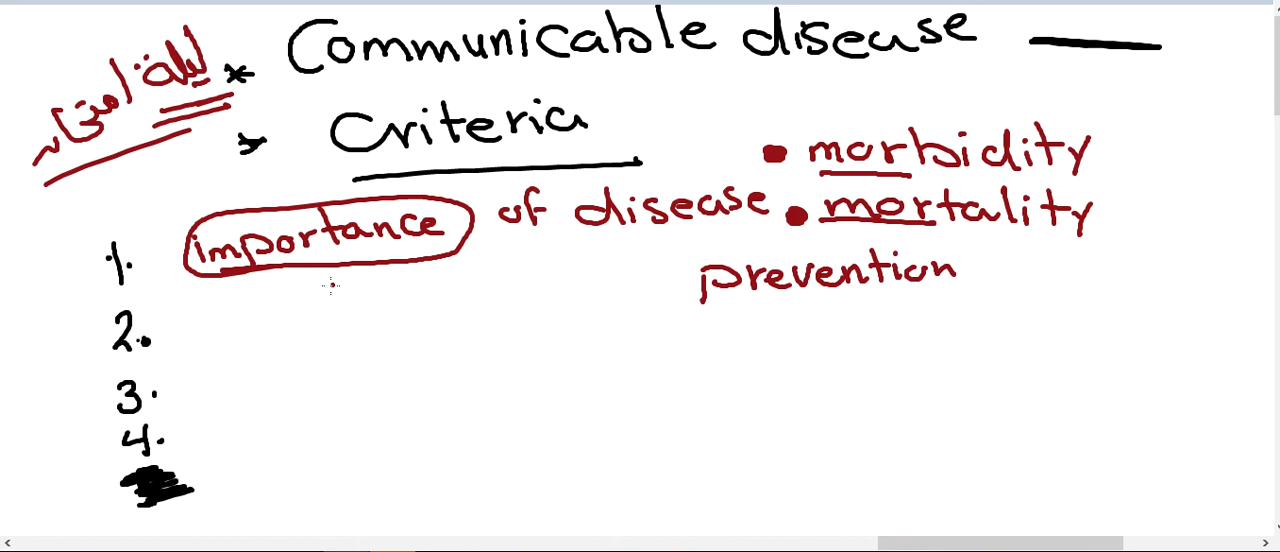 ليلة امتحان
* Communicable disease
* Criteria
1. importance of disease • morbidity
• mortality
prevention
2.
3.
4.